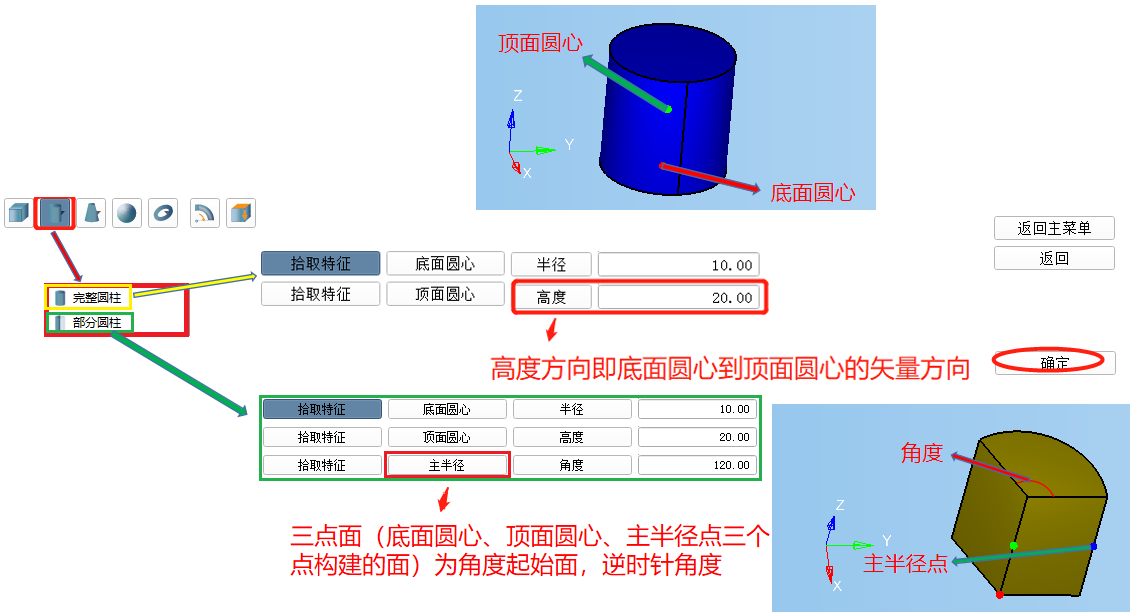 顶面圆心
Z
Y
X
底面圆心
返回主菜单
返回
完整圆柱
部分圆柱
拾取特征 底面圆心 半径 10.00
拾取特征 顶面圆心 高度 20.00
高度方向即底面圆心到顶面圆心的矢量方向
确定
拾取特征 底面圆心 半径 10.00
拾取特征 顶面圆心 高度 20.00
拾取特征 主半径 角度 120.00
三点面（底面圆心、顶面圆心、主半径点三个
点构建的面）为角度起始面，逆时针角度
角度
Z
Y
X
主半径点